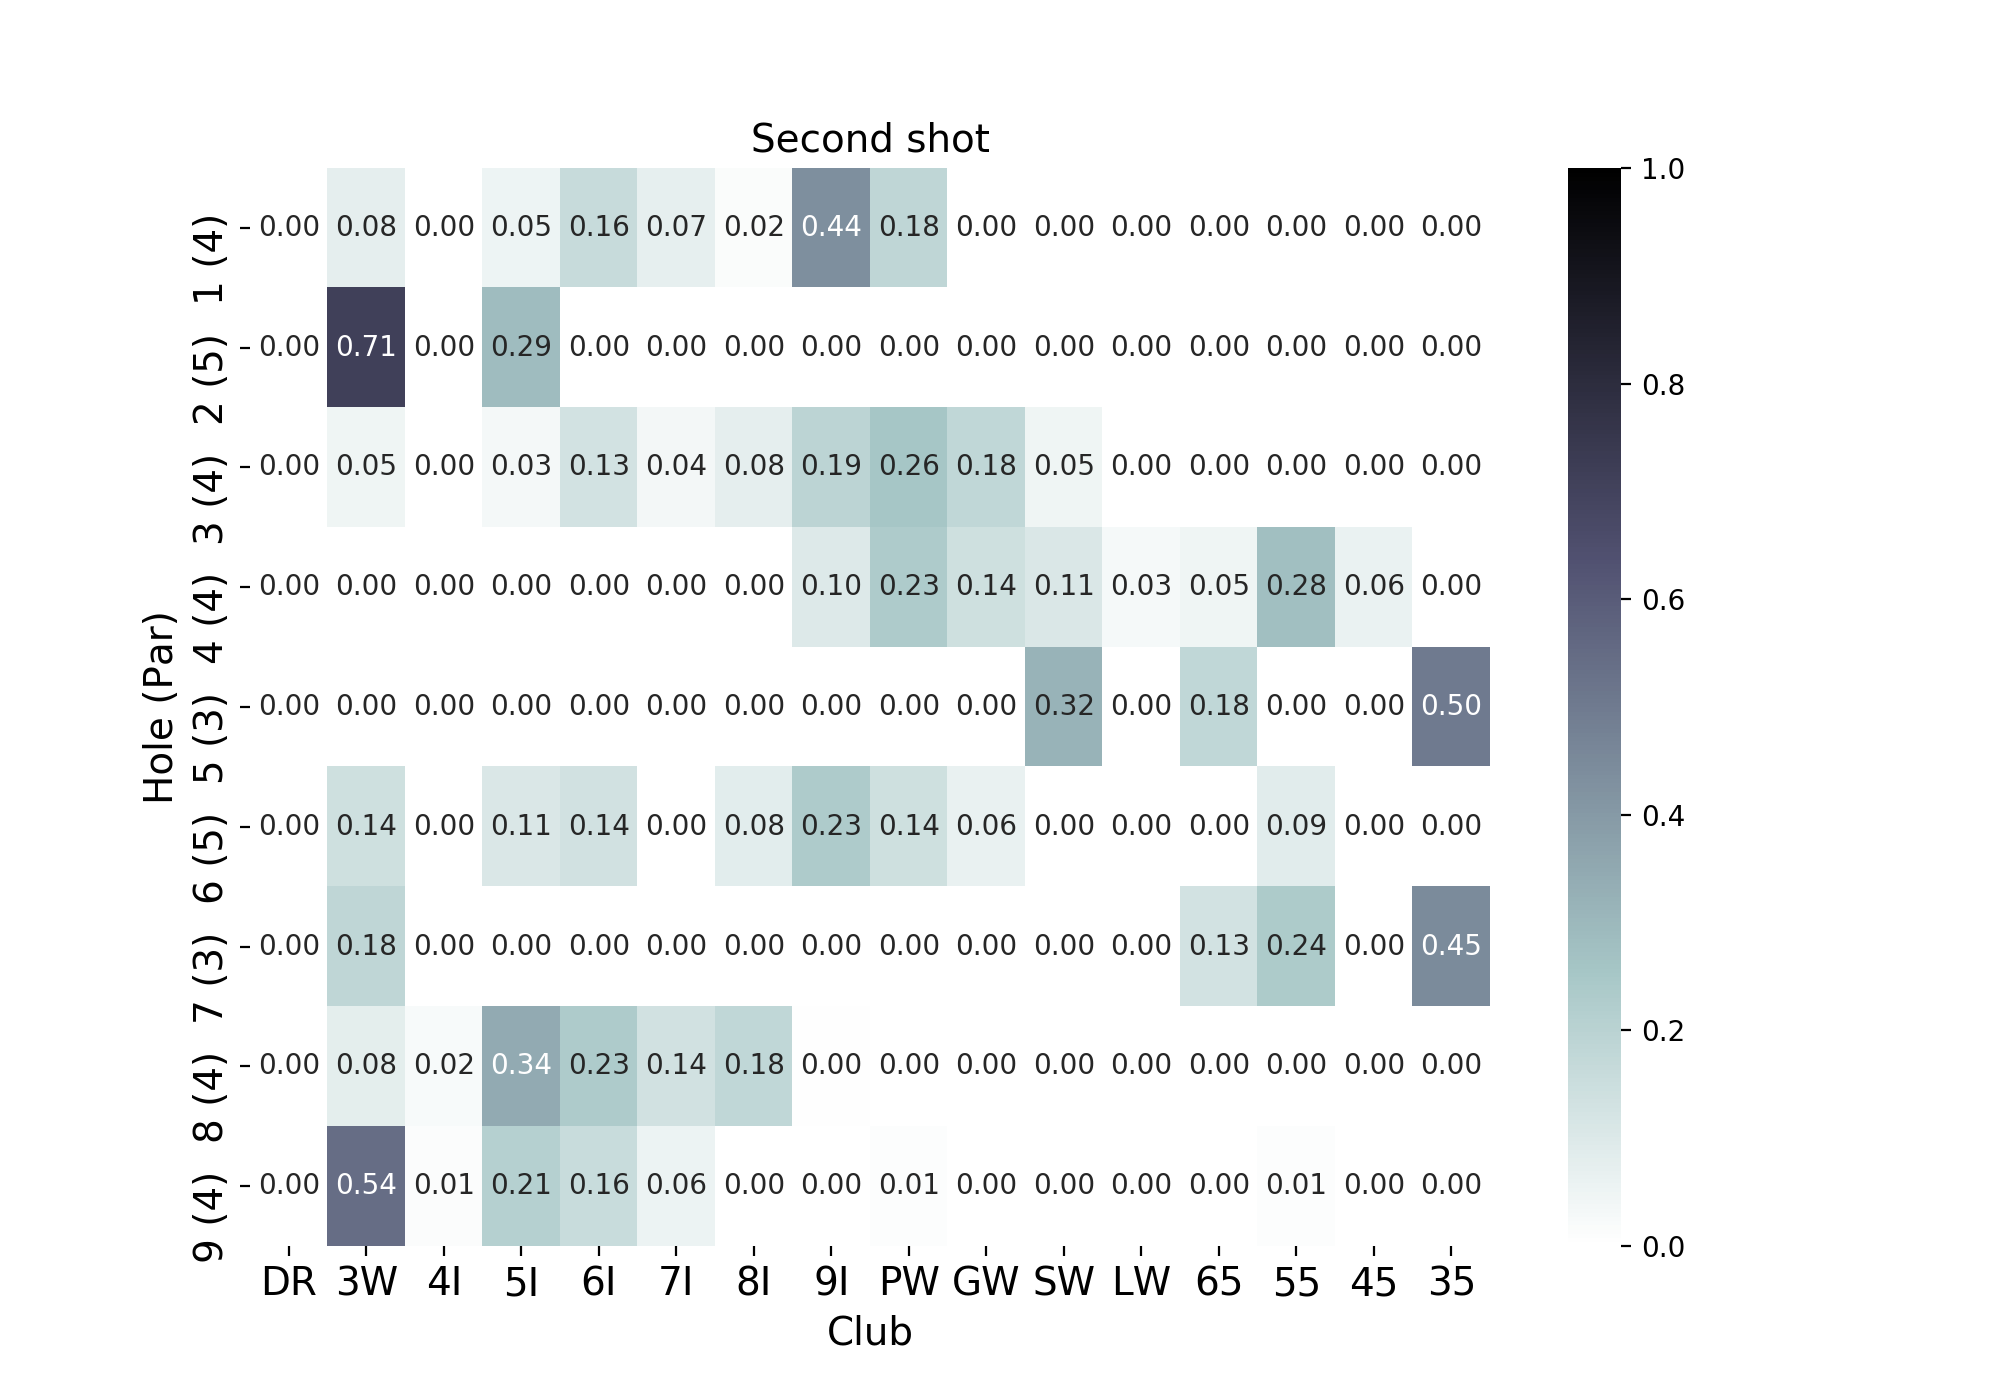 Second shot
1 (4) 0.00 0.08 0.00 0.05 0.16 0.07 0.02 0.44 0.18 0.00 0.00 0.00 0.00 0.00 0.00 0.00
2 (5) 0.00 0.71 0.00 0.29 0.00 0.00 0.00 0.00 0.00 0.00 0.00 0.00 0.00 0.00 0.00 0.00
3 (4) 0.00 0.05 0.00 0.03 0.13 0.04 0.08 0.19 0.26 0.18 0.05 0.00 0.00 0.00 0.00 0.00
4 (4) 0.00 0.00 0.00 0.00 0.00 0.00 0.00 0.10 0.23 0.14 0.11 0.03 0.05 0.28 0.06 0.00
5 (3) 0.00 0.00 0.00 0.00 0.00 0.00 0.00 0.00 0.00 0.00 0.32 0.00 0.18 0.00 0.00 0.50
6 (5) 0.00 0.14 0.00 0.11 0.14 0.00 0.08 0.23 0.14 0.06 0.00 0.00 0.00 0.09 0.00 0.00
7 (3) 0.00 0.18 0.00 0.00 0.00 0.00 0.00 0.00 0.00 0.00 0.00 0.00 0.13 0.24 0.00 0.45
8 (4) 0.00 0.08 0.02 0.34 0.23 0.14 0.18 0.00 0.00 0.00 0.00 0.00 0.00 0.00 0.00 0.00
9 (4) 0.00 0.54 0.01 0.21 0.16 0.06 0.00 0.00 0.01 0.00 0.00 0.00 0.00 0.01 0.00 0.00
DR 3W 4I 5I 6I 7I 8I 9I PW GW SW LW 65 55 45 35
Club
Hole (Par)
1.0
0.8
0.6
0.4
0.2
0.0